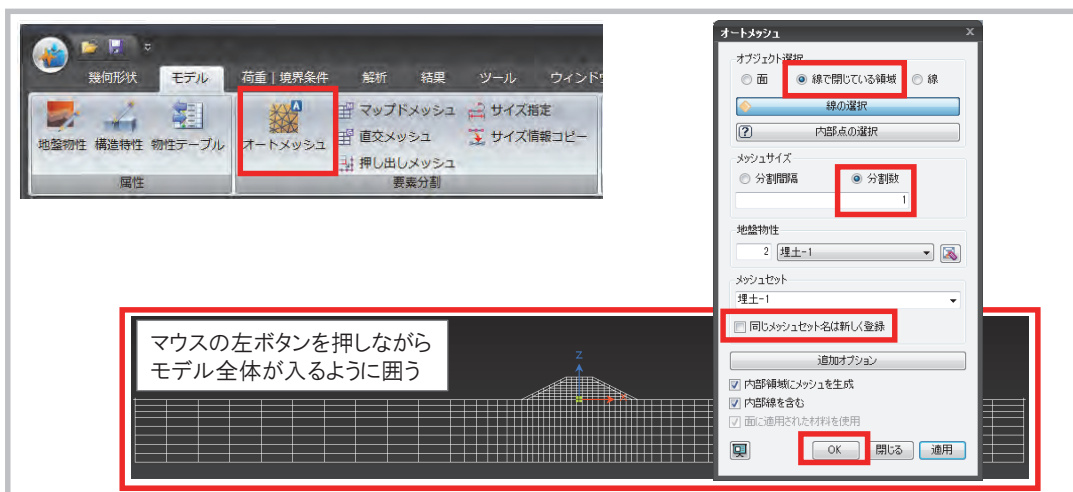 幾何形状 モデル 荷重|境界条件 解析 結果 ツール ウィンド
地盤物性 構造特性 物性テーブル
属性
オートメッシュ
マップドメッシュ
直交メッシュ
押し出しメッシュ
サイズ指定
サイズ情報コピー
要素分割
オートメッシュ x
オブジェクト選択
面 線で閉じている領域 線
線の選択
? 内部点の選択
メッシュサイズ
分割間隔 分割数
1
地盤物性
2 埋土-1
メッシュセット
埋土-1
同じメッシュセット名は新しく登録
追加オプション
内部領域にメッシュを生成
内部線を含む
面に適用された材料を使用
OK 閉じる 適用
マウスの左ボタンを押しながら
モデル全体が入るように囲う
Z